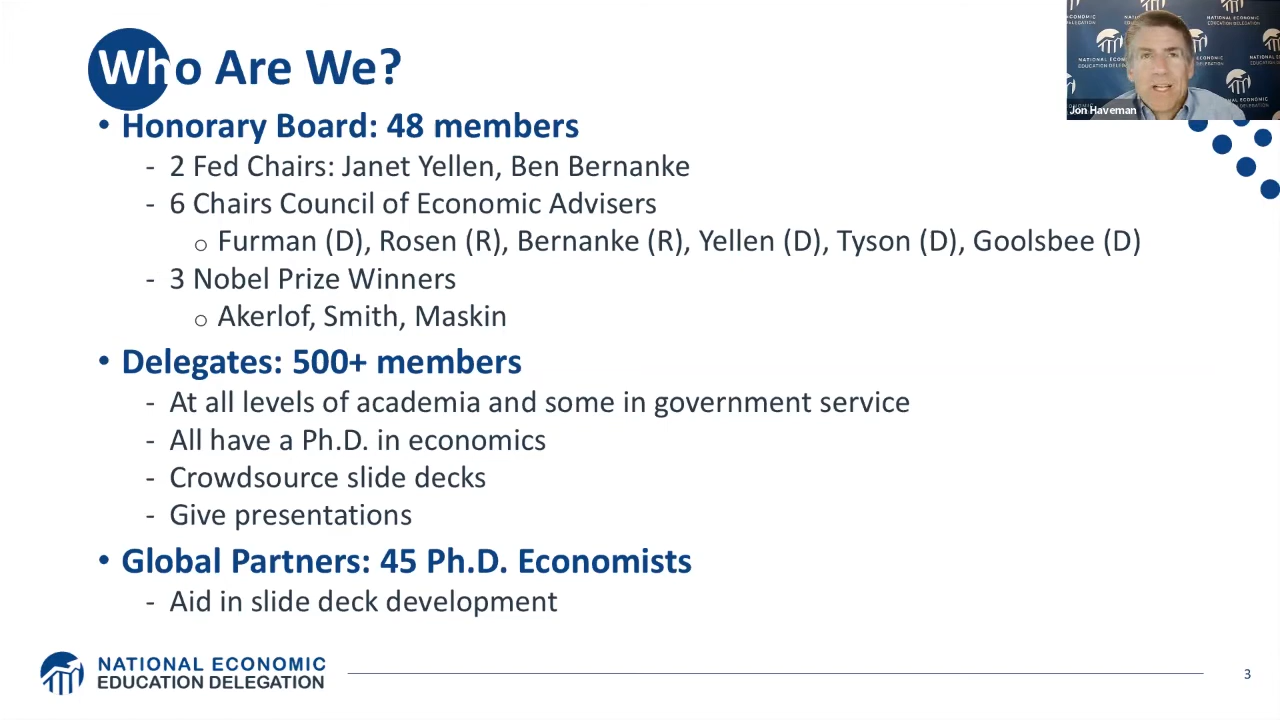 Who Are We?
• Honorary Board: 48 members
- 2 Fed Chairs: Janet Yellen, Ben Bernanke
- 6 Chairs Council of Economic Advisers
o Furman (D), Rosen (R), Bernanke (R), Yellen (D), Tyson (D), Goolsbee (D)
- 3 Nobel Prize Winners
o Akerlof, Smith, Maskin
• Delegates: 500+ members
- At all levels of academia and some in government service
- All have a Ph.D. in economics
- Crowdsource slide decks
- Give presentations
• Global Partners: 45 Ph.D. Economists
- Aid in slide deck development
NATIONAL ECONOMIC
EDUCATION DELEGATION
3
Jon Haveman